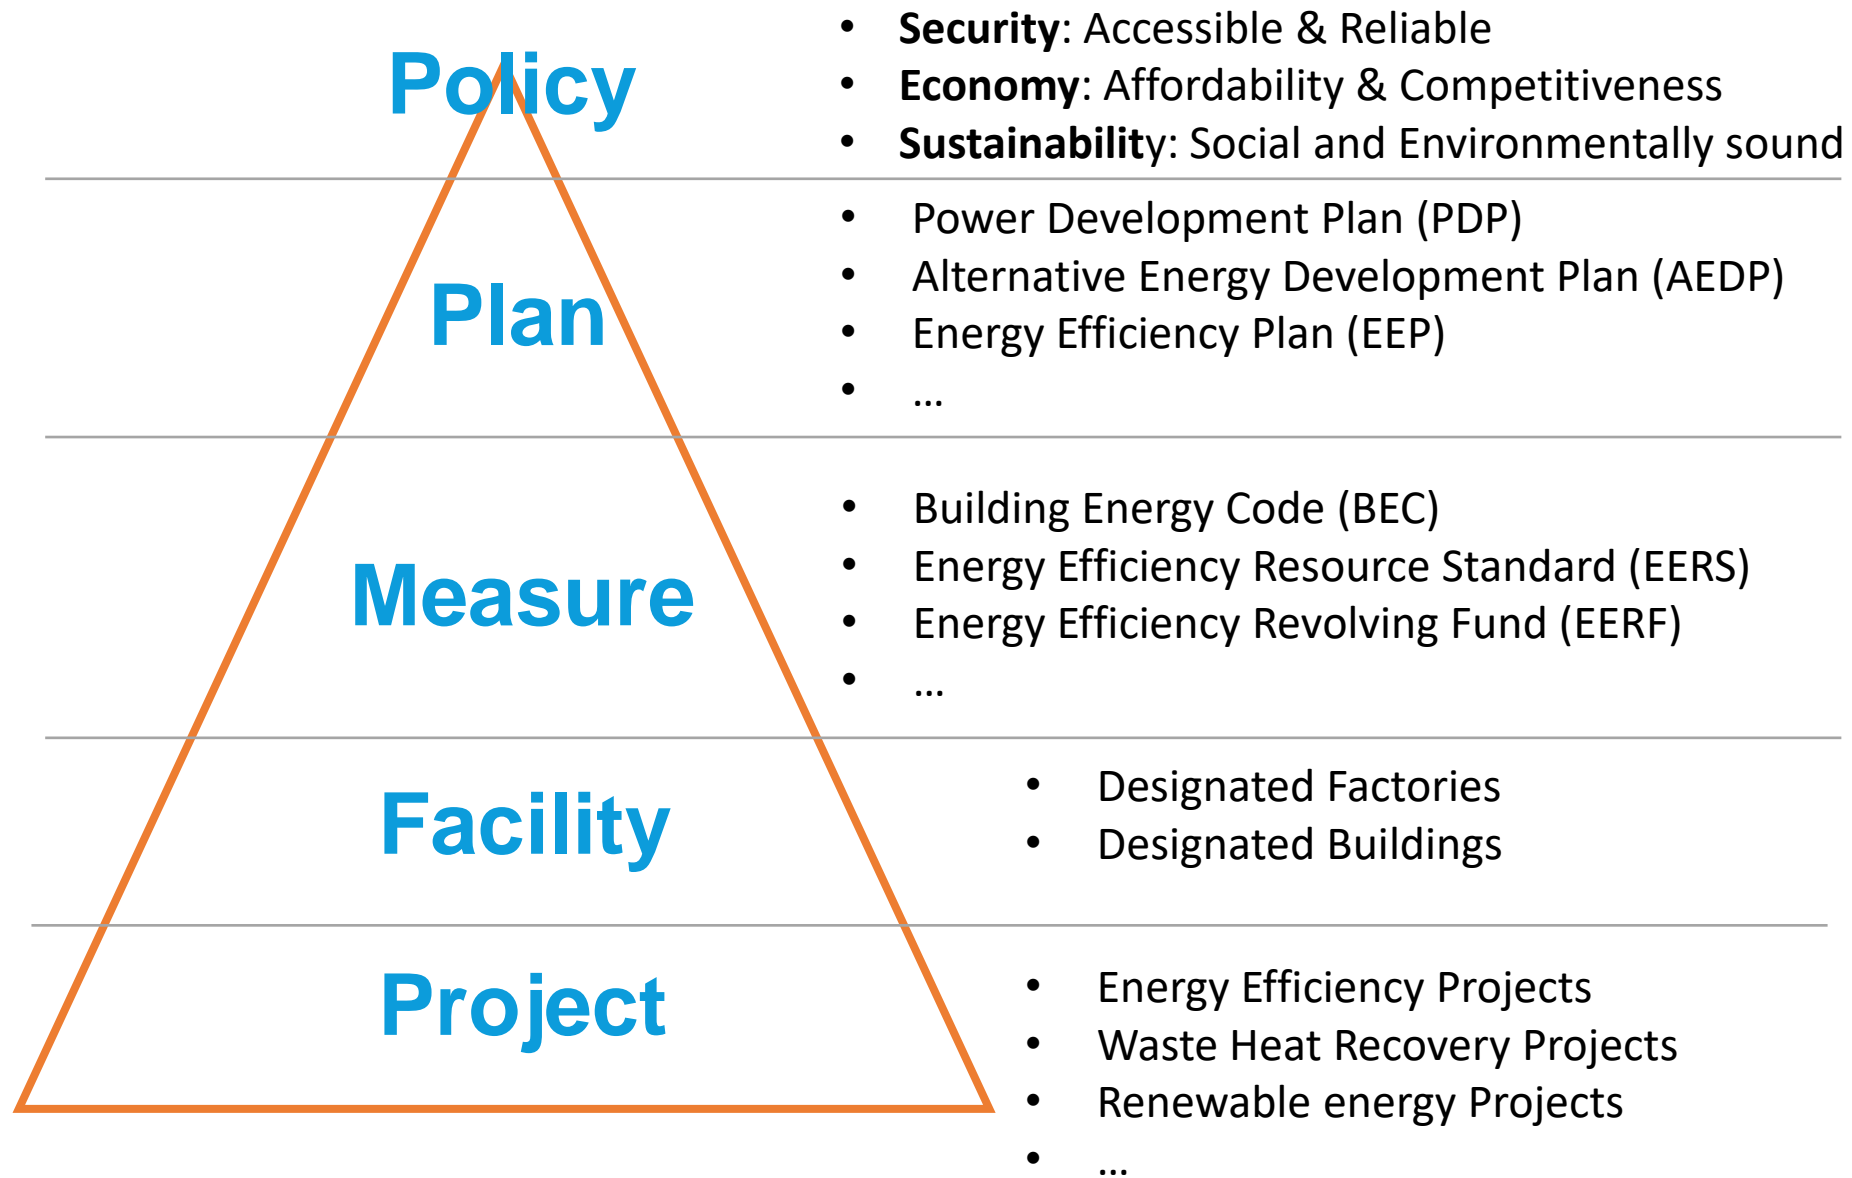 Policy
• Security: Accessible & Reliable
• Economy: Affordability & Competitiveness
• Sustainability: Social and Environmentally sound
Plan
• Power Development Plan (PDP)
• Alternative Energy Development Plan (AEDP)
• Energy Efficiency Plan (EEP)
• ...
Measure
• Building Energy Code (BEC)
• Energy Efficiency Resource Standard (EERS)
• Energy Efficiency Revolving Fund (EERF)
• ...
Facility
• Designated Factories
• Designated Buildings
Project
• Energy Efficiency Projects
• Waste Heat Recovery Projects
• Renewable energy Projects
• ...